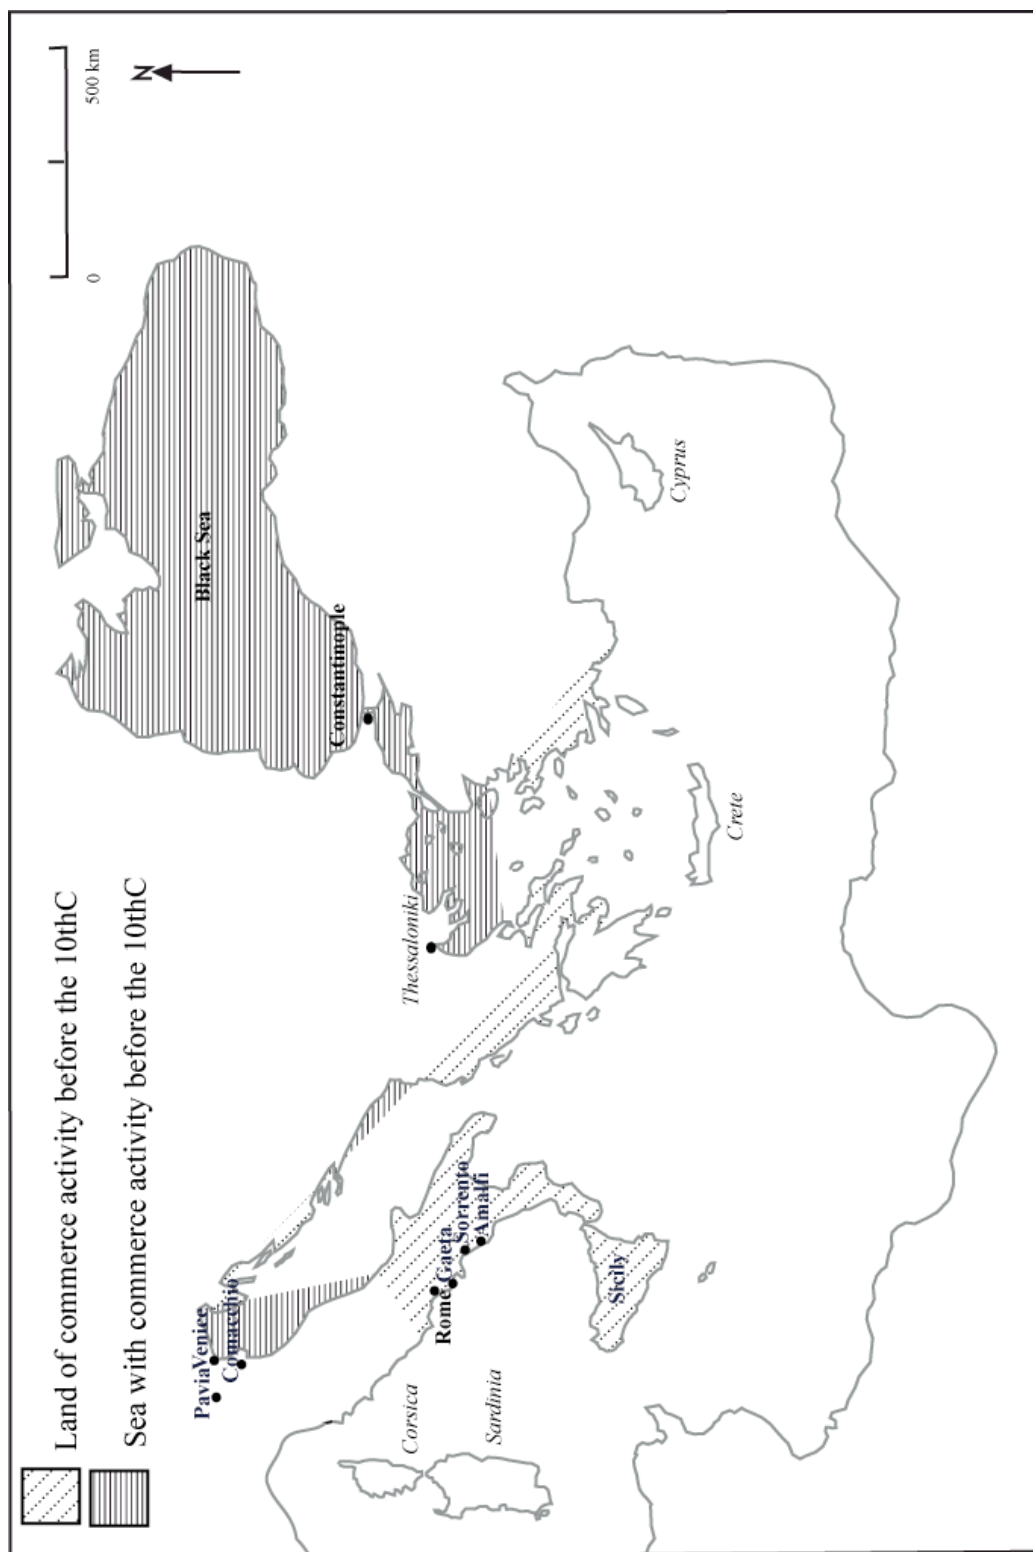 Land of commerce activity before the 10thC
Sea with commerce activity before the 10thC
0
500 km
N
Black Sea
Constantinople
Thessaloniki
Pavia
Venice
Comacchio
Rome
Gaeta
Sorrento
Amalfi
Sicily
Corsica
Sardinia
Crete
Cyprus